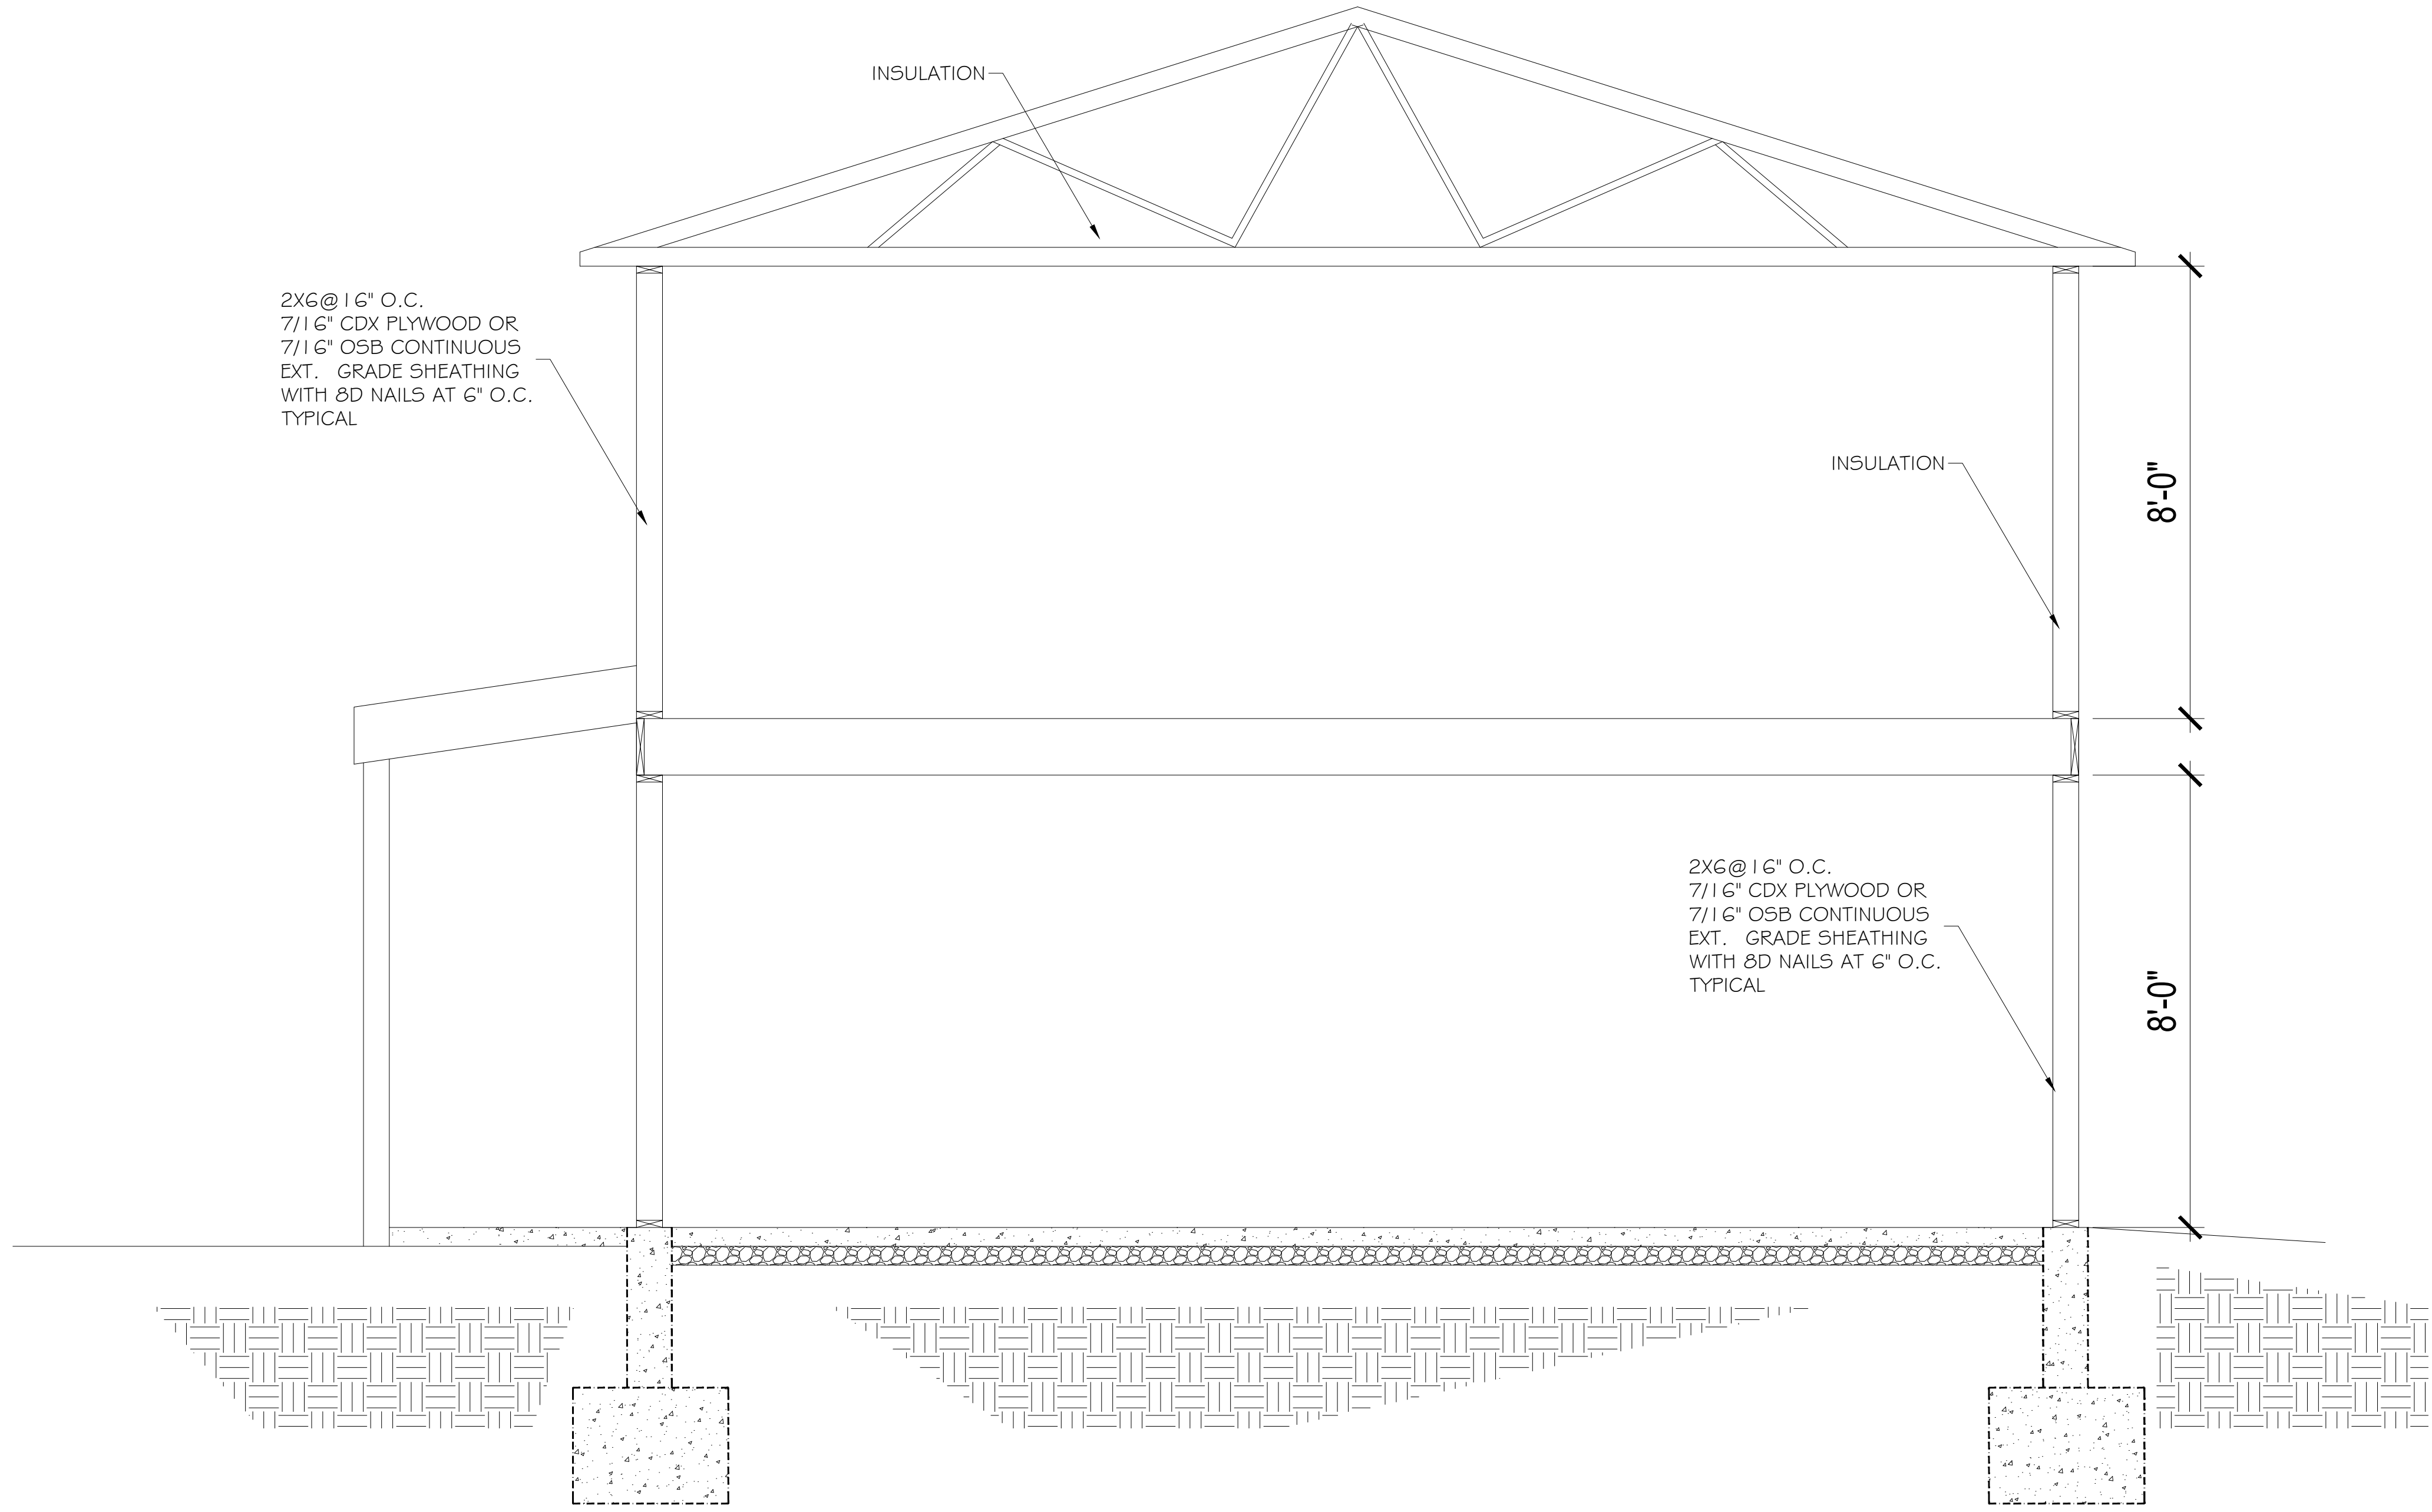 INSULATION
2X6@16" O.C.
7/16" CDX PLYWOOD OR
7/16" OSB CONTINUOUS
EXT. GRADE SHEATHING
WITH 8D NAILS AT 6" O.C.
TYPICAL
INSULATION
8'-0"
2X6@16" O.C.
7/16" CDX PLYWOOD OR
7/16" OSB CONTINUOUS
EXT. GRADE SHEATHING
WITH 8D NAILS AT 6" O.C.
TYPICAL
8'-0"